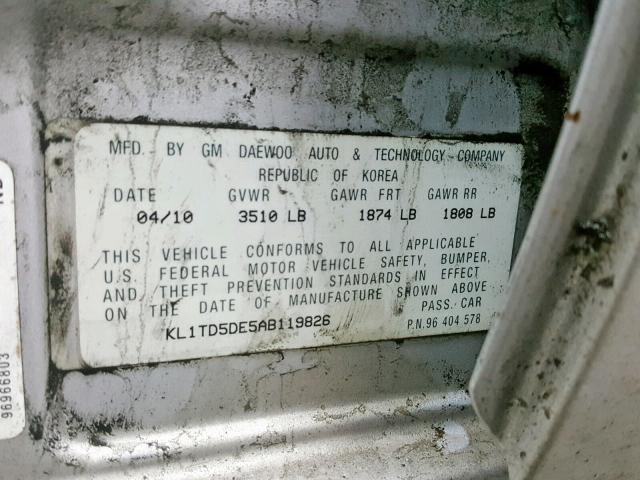 MFD. BY GM DAEWOO AUTO & TECHNOLOGY COMPANY
REPUBLIC OF KOREA
DATE GVWR GAWR FRT GAWR RR
04/10 3510 LB 1874 LB 1808 LB
THIS VEHICLE CONFORMS TO ALL APPLICABLE
U.S. FEDERAL MOTOR VEHICLE SAFETY, BUMPER,
AND THEFT PREVENTION STANDARDS IN EFFECT
ON THE DATE OF MANUFACTURE SHOWN ABOVE
PASS. CAR
KL1TD5DE5AB119826
P.N.96 404 578
96966803